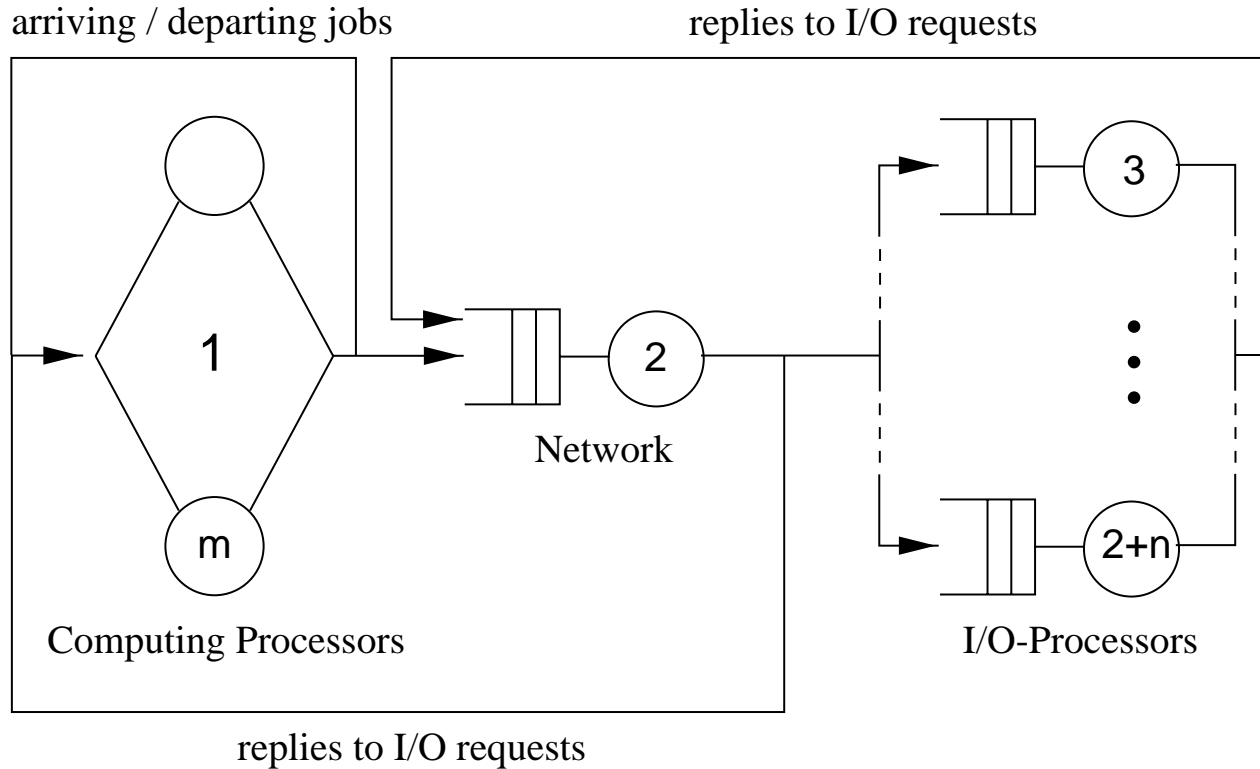 arriving / departing jobs
replies to I/O requests
3
1
2
Network
m
2+n
Computing Processors
I/O-Processors
replies to I/O requests